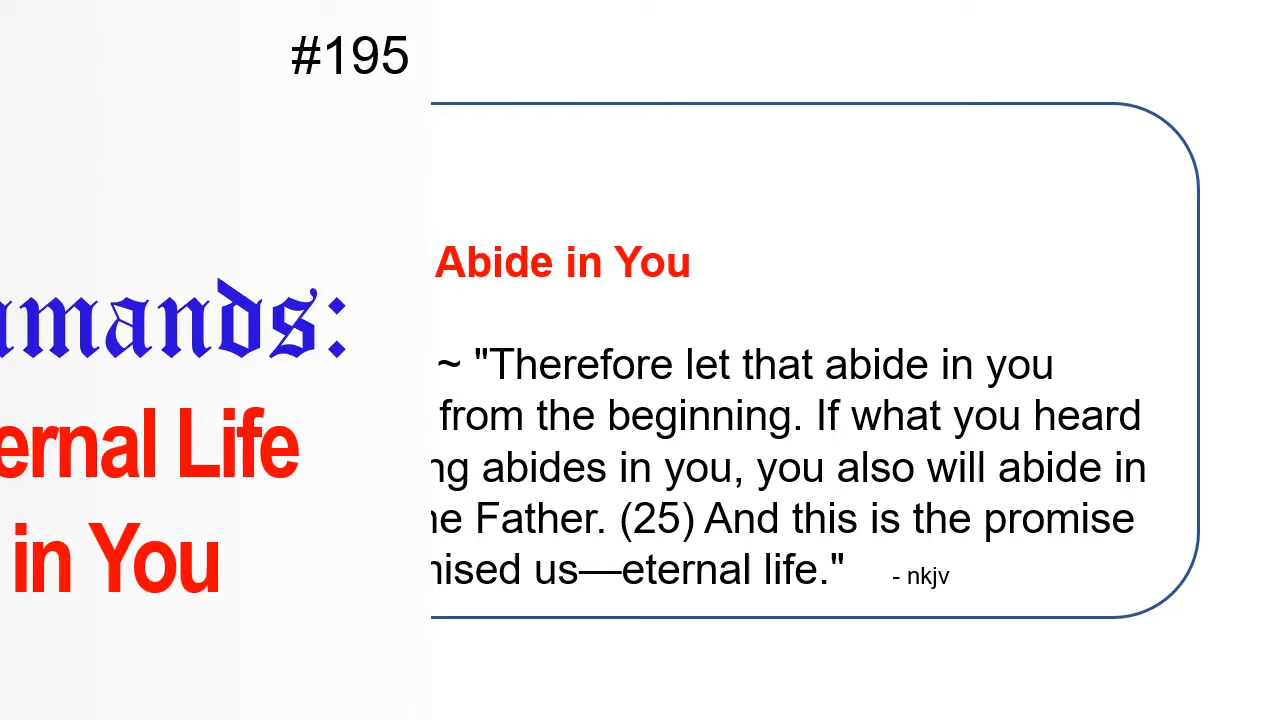 #195
mands:
ernal Life
in You
Abide in You
~ "Therefore let that abide in you
from the beginning. If what you heard
ng abides in you, you also will abide in
he Father. (25) And this is the promise
ised us—eternal life." - nkjv